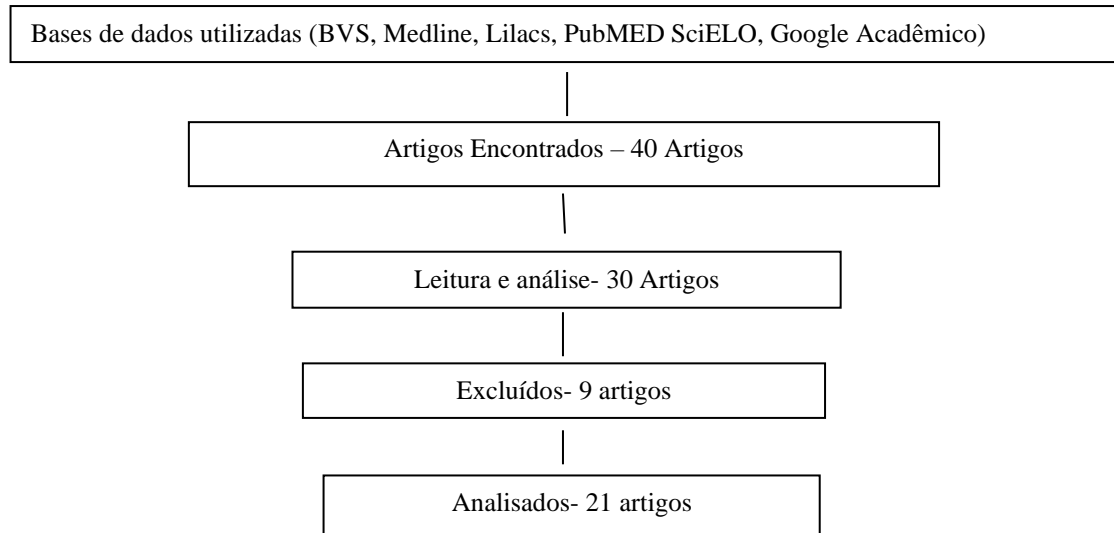 Bases de dados utilizadas (BVS, Medline, Lilacs, PubMED SciELO, Google Acadêmico)
Artigos Encontrados – 40 Artigos
Leitura e análise- 30 Artigos
Excluídos- 9 artigos
Analisados- 21 artigos